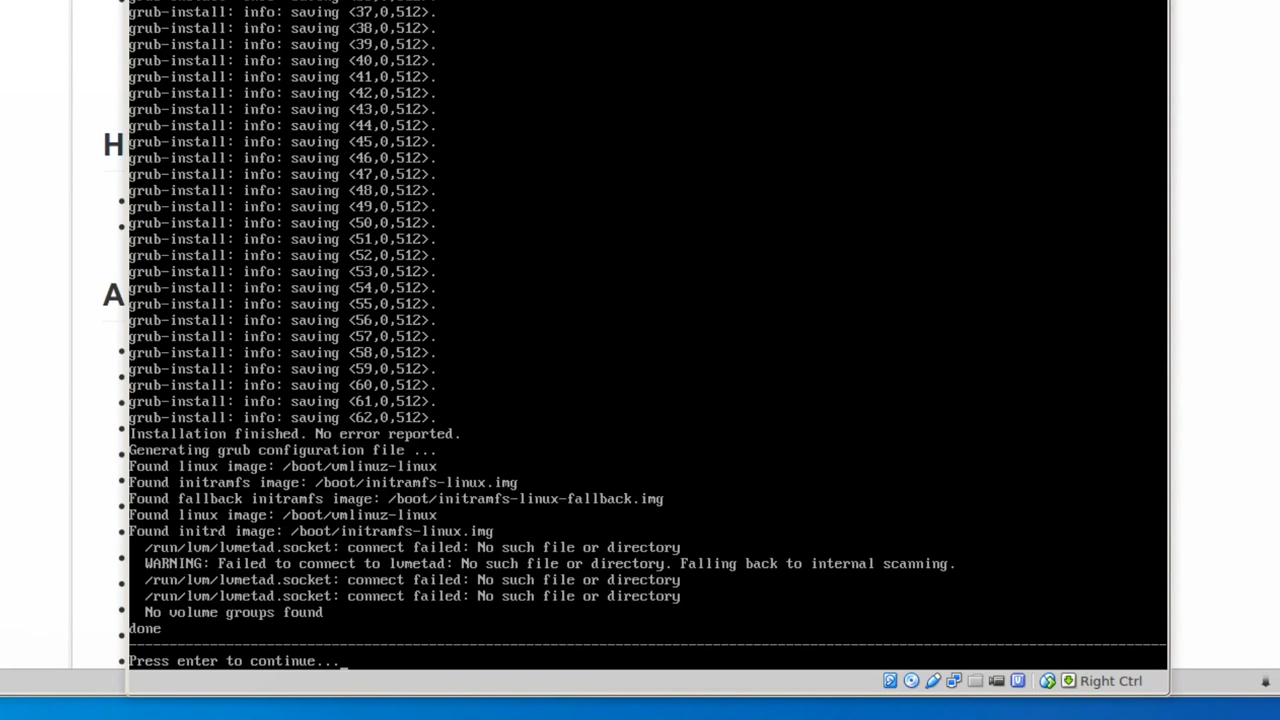 grub-install: info: saving <37,0,512>.
grub-install: info: saving <38,0,512>.
grub-install: info: saving <39,0,512>.
grub-install: info: saving <40,0,512>.
grub-install: info: saving <41,0,512>.
grub-install: info: saving <42,0,512>.
grub-install: info: saving <43,0,512>.
grub-install: info: saving <44,0,512>.
grub-install: info: saving <45,0,512>.
H
grub-install: info: saving <46,0,512>.
grub-install: info: saving <47,0,512>.
grub-install: info: saving <48,0,512>.
grub-install: info: saving <49,0,512>.
grub-install: info: saving <50,0,512>.
grub-install: info: saving <51,0,512>.
grub-install: info: saving <52,0,512>.
grub-install: info: saving <53,0,512>.
grub-install: info: saving <54,0,512>.
A
grub-install: info: saving <55,0,512>.
grub-install: info: saving <56,0,512>.
grub-install: info: saving <57,0,512>.
grub-install: info: saving <58,0,512>.
grub-install: info: saving <59,0,512>.
grub-install: info: saving <60,0,512>.
grub-install: info: saving <61,0,512>.
grub-install: info: saving <62,0,512>.
Installation finished. No error reported.
Generating grub configuration file ...
Found linux image: /boot/vmlinuz-linux
Found initramfs image: /boot/initramfs-linux.img
Found fallback initramfs image: /boot/initramfs-linux-fallback.img
Found linux image: /boot/vmlinuz-linux
Found initrd image: /boot/initramfs-linux.img
/run/lvm/lvmetad.socket: connect failed: No such file or directory
WARNING: Failed to connect to lvmetad: No such file or directory. Falling back to internal scanning.
/run/lvm/lvmetad.socket: connect failed: No such file or directory
/run/lvm/lvmetad.socket: connect failed: No such file or directory
No volume groups found
done
Press enter to continue..._
Right Ctrl